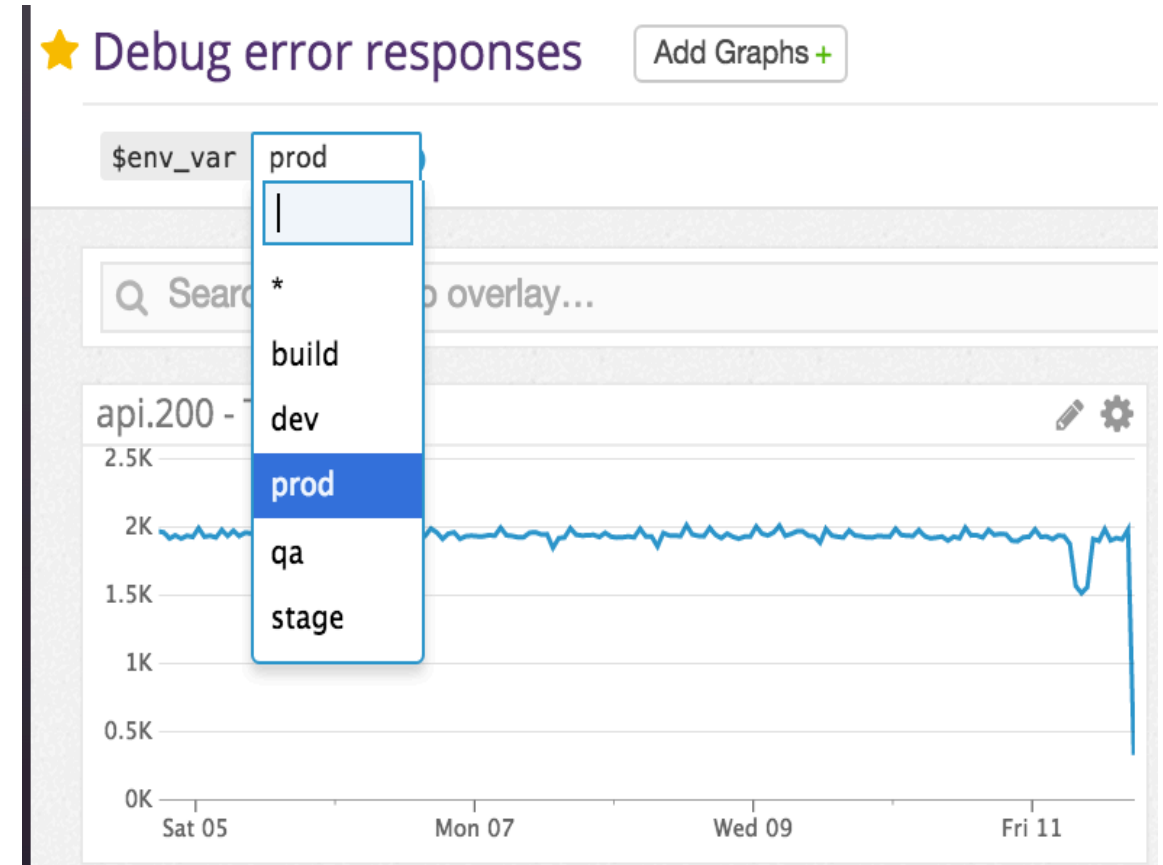 Debug error responses Add Graphs +
$env_var prod
*
build
dev
prod
qa
stage
overlay...
api.200 -
2.5K
2K
1.5K
1K
0.5K
0K
Sat 05 Mon 07 Wed 09 Fri 11